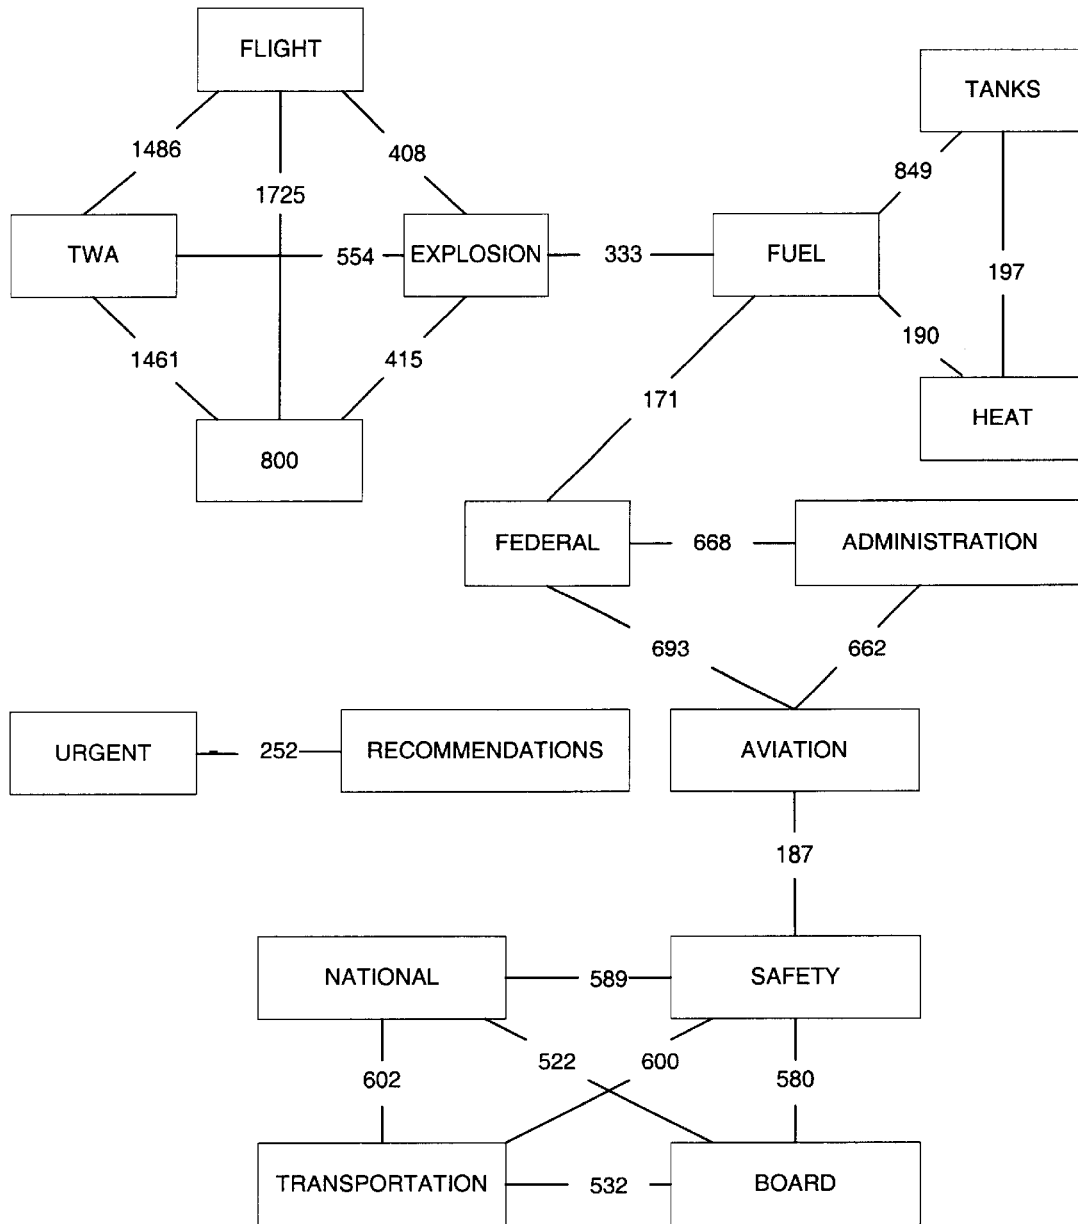 FLIGHT
TANKS
1486
408
849
1725
TWA
554
EXPLOSION
333
FUEL
197
190
1461
415
171
HEAT
800
FEDERAL
668
ADMINISTRATION
693
662
URGENT
252
RECOMMENDATIONS
AVIATION
187
NATIONAL
589
SAFETY
522
600
602
580
TRANSPORTATION
532
BOARD